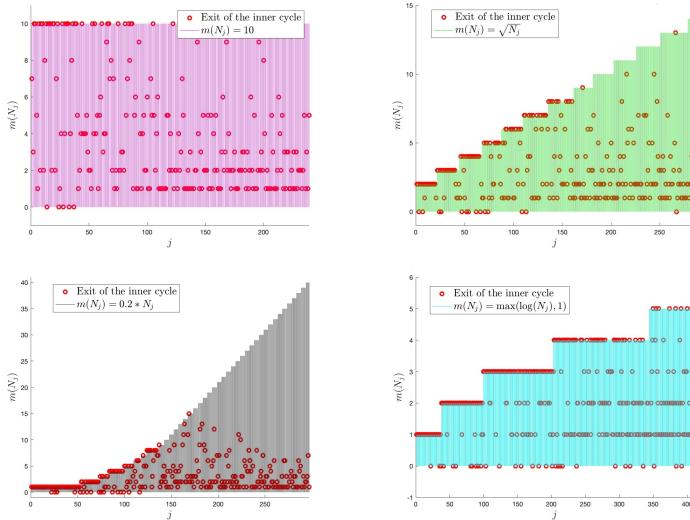 Exit of the inner cycle
m(N_j) = 10
m(N_j)
10
8
6
4
2
0
0 50 100 150 200
j
Exit of the inner cycle
m(N_j) = √N_j
m(N_j)
15
10
5
0
0 50 100 150 200 250
j
Exit of the inner cycle
m(N_j) = 0.2 * N_j
m(N_j)
40
35
30
25
20
15
10
5
0
0 50 100 150 200 250
j
Exit of the inner cycle
m(N_j) = max(log(N_j), 1)
m(N_j)
6
5
4
3
2
1
0
-1
0 50 100 150 200 250 300 350 400
j